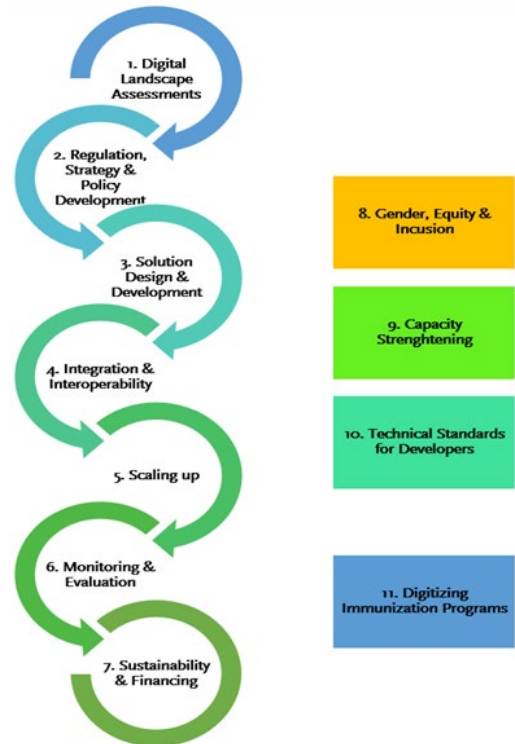 1. Digital
Landscape
Assessments
2. Regulation,
Strategy &
Policy
Development
3. Solution
Design &
Development
4. Integration &
Interoperability
5. Scaling up
6. Monitoring &
Evaluation
7. Sustainability
& Financing
8. Gender, Equity &
Incusion
9. Capacity
Strenghtening
10. Technical Standards
for Developers
11. Digitizing
Immunization Programs